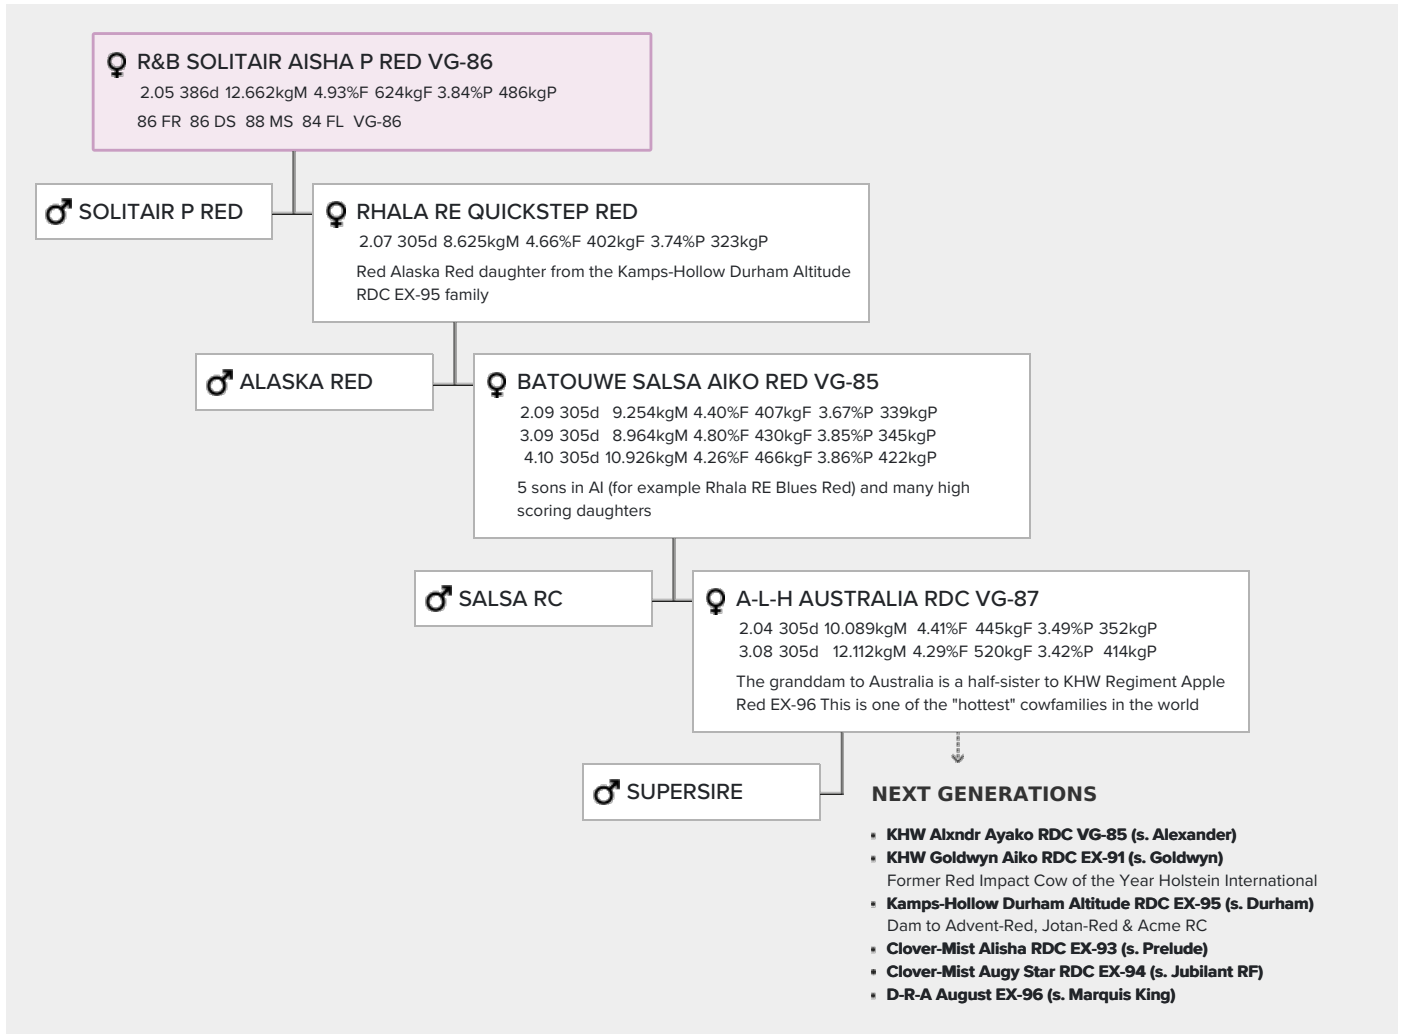 R&B SOLITAIR AISHA P RED VG-86
2.05 386d 12.662kgM 4.93%F 624kgF 3.84%P 486kgP
86 FR 86 DS 88 MS 84 FL VG-86
SOLITAIR P RED
RHALA RE QUICKSTEP RED
2.07 305d 8.625kgM 4.66%F 402kgF 3.74%P 323kgP
Red Alaska Red daughter from the Kamps-Hollow Durham Altitude
RDC EX-95 family
ALASKA RED
BATOUWE SALSA AIKO RED VG-85
2.09 305d 9.254kgM 4.40%F 407kgF 3.67%P 339kgP
3.09 305d 8.964kgM 4.80%F 430kgF 3.85%P 345kgP
4.10 305d 10.926kgM 4.26%F 466kgF 3.86%P 422kgP
5 sons in AI (for example Rhala RE Blues Red) and many high
scoring daughters
SALSA RC
A-L-H AUSTRALIA RDC VG-87
2.04 305d 10.089kgM 4.41%F 445kgF 3.49%P 352kgP
3.08 305d 12.112kgM 4.29%F 520kgF 3.42%P 414kgP
The granddam to Australia is a half-sister to KHW Regiment Apple
Red EX-96 This is one of the "hottest" cowfamilies in the world
SUPERSIRE
NEXT GENERATIONS
▪ KHW Alxndr Ayako RDC VG-85 (s. Alexander)
▪ KHW Goldwyn Aiko RDC EX-91 (s. Goldwyn)
Former Red Impact Cow of the Year Holstein International
▪ Kamps-Hollow Durham Altitude RDC EX-95 (s. Durham)
Dam to Advent-Red, Jotan-Red & Acme RC
▪ Clover-Mist Alisha RDC EX-93 (s. Prelude)
▪ Clover-Mist Augy Star RDC EX-94 (s. Jubilant RF)
▪ D-R-A August EX-96 (s. Marquis King)